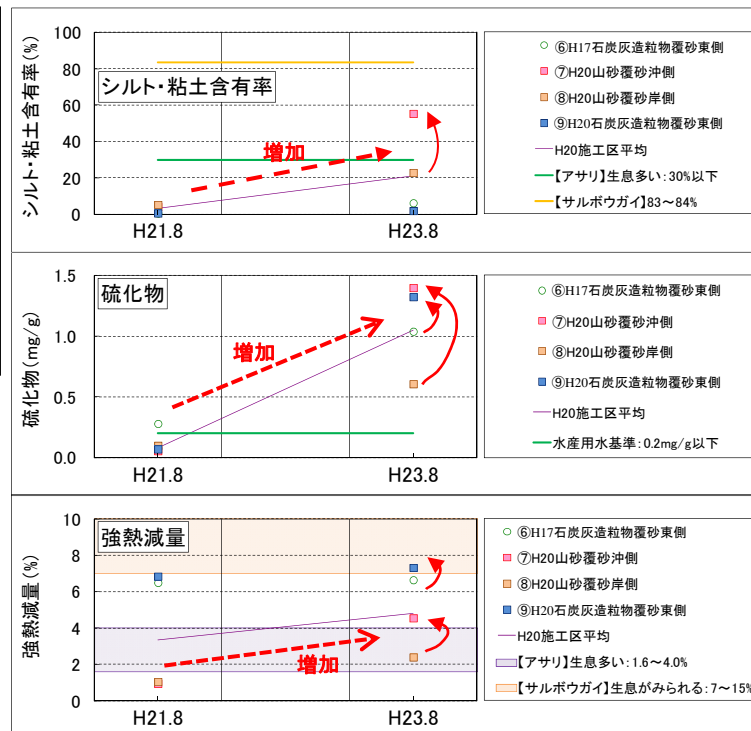 シルト・粘土含有率(%)
100
80
60
40
20
0
シルト・粘土含有率
増加
H21.8
H23.8
⑥H17石炭灰造粒物覆砂東側
⑦H20山砂覆砂沖側
⑧H20山砂覆砂岸側
⑨H20石炭灰造粒物覆砂東側
H20施工区平均
【アサリ】生息多い:30%以下
【サルボウガイ】83～84%
硫化物(mg/g)
1.5
1.0
0.5
0.0
硫化物
増加
H21.8
H23.8
⑥H17石炭灰造粒物覆砂東側
⑦H20山砂覆砂沖側
⑧H20山砂覆砂岸側
⑨H20石炭灰造粒物覆砂東側
H20施工区平均
水産用水基準:0.2mg/g以下
強熱減量(%)
10
8
6
4
2
0
強熱減量
増加
H21.8
H23.8
⑥H17石炭灰造粒物覆砂東側
⑦H20山砂覆砂沖側
⑧H20山砂覆砂岸側
⑨H20石炭灰造粒物覆砂東側
H20施工区平均
【アサリ】生息多い:1.6～4.0%
【サルボウガイ】生息がみられる:7～15%